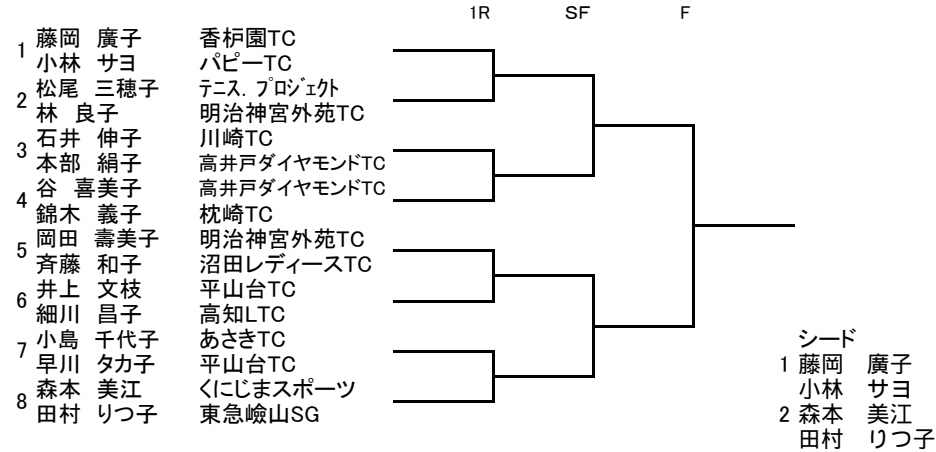 1R SF F
1 藤岡 廣子 香枦園TC
小林 サヨ パピーTC
2 松尾 三穂子 テニス.プロジェクト
林 良子 明治神宮外苑TC
3 石井 伸子 川崎TC
本部 絹子 高井戸ダイヤモンドTC
4 谷 喜美子 高井戸ダイヤモンドTC
錦木 義子 枕崎TC
5 岡田 壽美子 明治神宮外苑TC
斉藤 和子 沼田レディースTC
6 井上 文枝 平山台TC
細川 昌子 高知LTC
7 小島 千代子 あさきTC
早川 タカ子 平山台TC
8 森本 美江 くにじまスポーツ
田村 りつ子 東急嶮山SG
シード
1 藤岡 廣子
小林 サヨ
2 森本 美江
田村 りつ子